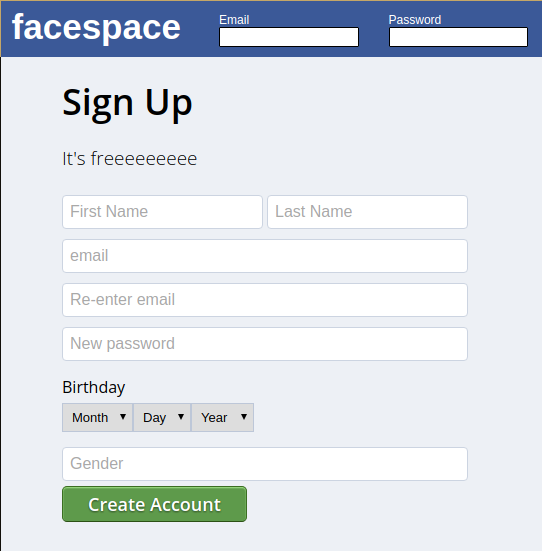 facespace
Email Password
Sign Up
It's freeeeeeeeee
First Name Last Name
email
Re-enter email
New password
Birthday
Month Day Year
Gender
Create Account